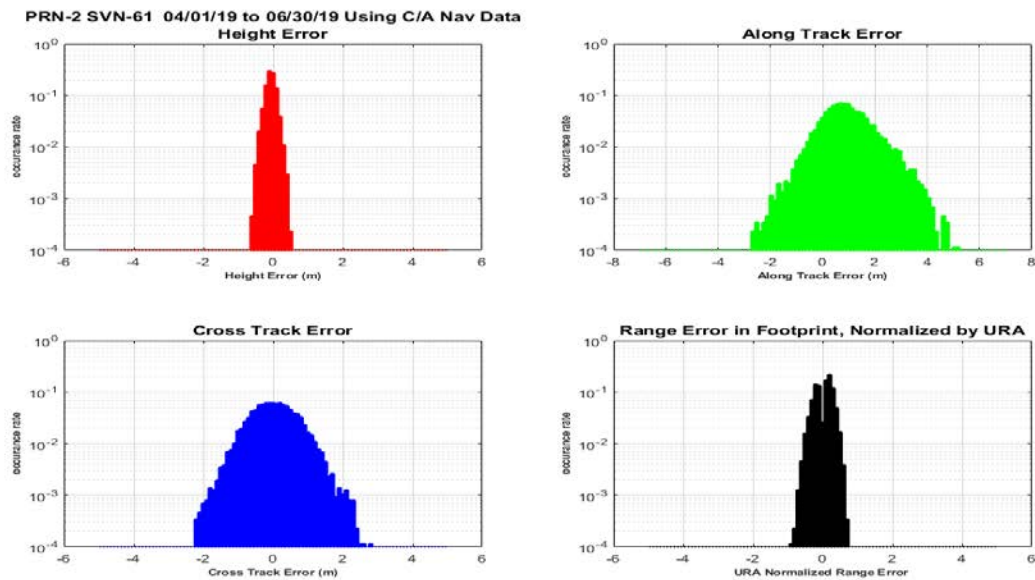 PRN-2 SVN-61 04/01/19 to 06/30/19 Using C/A Nav Data
Height Error
10^0
10^-1
10^-2
10^-3
10^-4
occurance rate
-6 -4 -2 0 2 4 6
Height Error (m)
Along Track Error
10^0
10^-1
10^-2
10^-3
10^-4
occurance rate
-8 -6 -4 -2 0 2 4 6 8
Along Track Error (m)
Cross Track Error
10^0
10^-1
10^-2
10^-3
10^-4
occurance rate
-6 -4 -2 0 2 4 6
Cross Track Error (m)
Range Error in Footprint, Normalized by URA
10^0
10^-1
10^-2
10^-3
10^-4
occurance rate
-6 -4 -2 0 2 4 6
URA Normalized Range Error